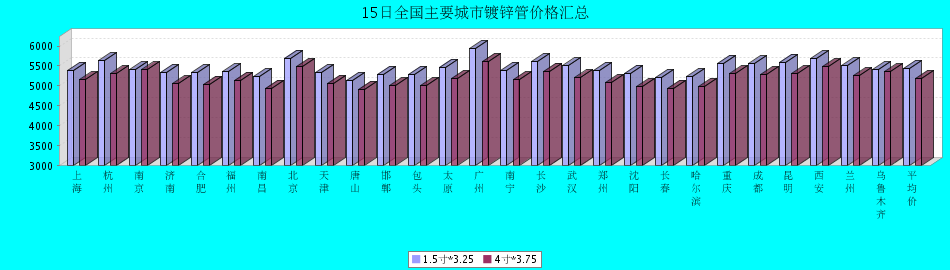 15日全国主要城市镀锌管价格汇总
6000
5500
5000
4500
4000
3500
3000
上海
杭州
南京
济南
合肥
福州
南昌
北京
天津
唐山
邯郸
包头
太原
广州
南宁
长沙
武汉
郑州
沈阳
长春
哈尔滨
重庆
成都
昆明
西安
兰州
乌鲁木齐
平均价
1.5寸*3.25
4寸*3.75